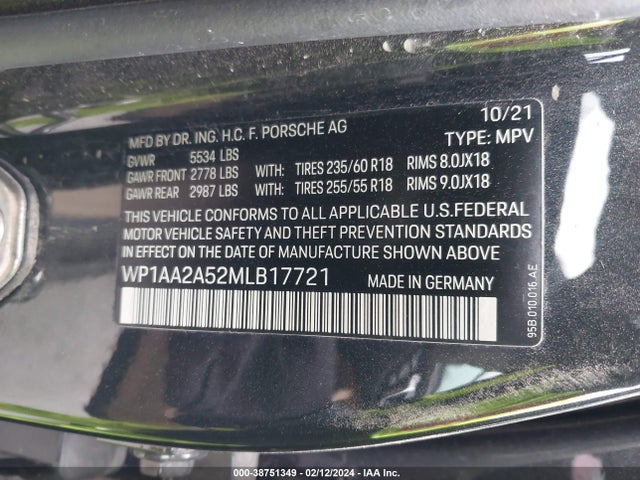 10/21
MFD BY DR. ING. H.C. F. PORSCHE AG TYPE: MPV
GVWR 5534 LBS
GAWR FRONT 2778 LBS WITH: TIRES 235/60 R18 RIMS 8.0JX18
GAWR REAR 2987 LBS WITH: TIRES 255/55 R18 RIMS 9.0JX18
THIS VEHICLE CONFORMS TO ALL APPLICABLE U.S.FEDERAL
MOTOR VEHICLE SAFETY AND THEFT PREVENTION STANDARDS
IN EFFECT ON THE DATE OF MANUFACTURE SHOWN ABOVE
WP1AA2A52MLB17721 MADE IN GERMANY
95B.010.016.AE
000-38751349 - 02/12/2024 - IAA Inc.